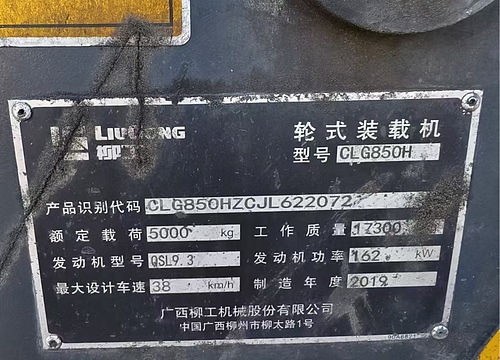 LIUGONG 轮式装载机
柳工 型号 CLG850H
产品识别代码 CLG850HZCJL622072
额定载荷 5000 kg 工作质量 17300
发动机型号 QSL9.3 发动机功率 162 kW
最大设计车速 38 km/h 制造年度 2019
广西柳工机械股份有限公司
中国广西柳州市柳太路1号